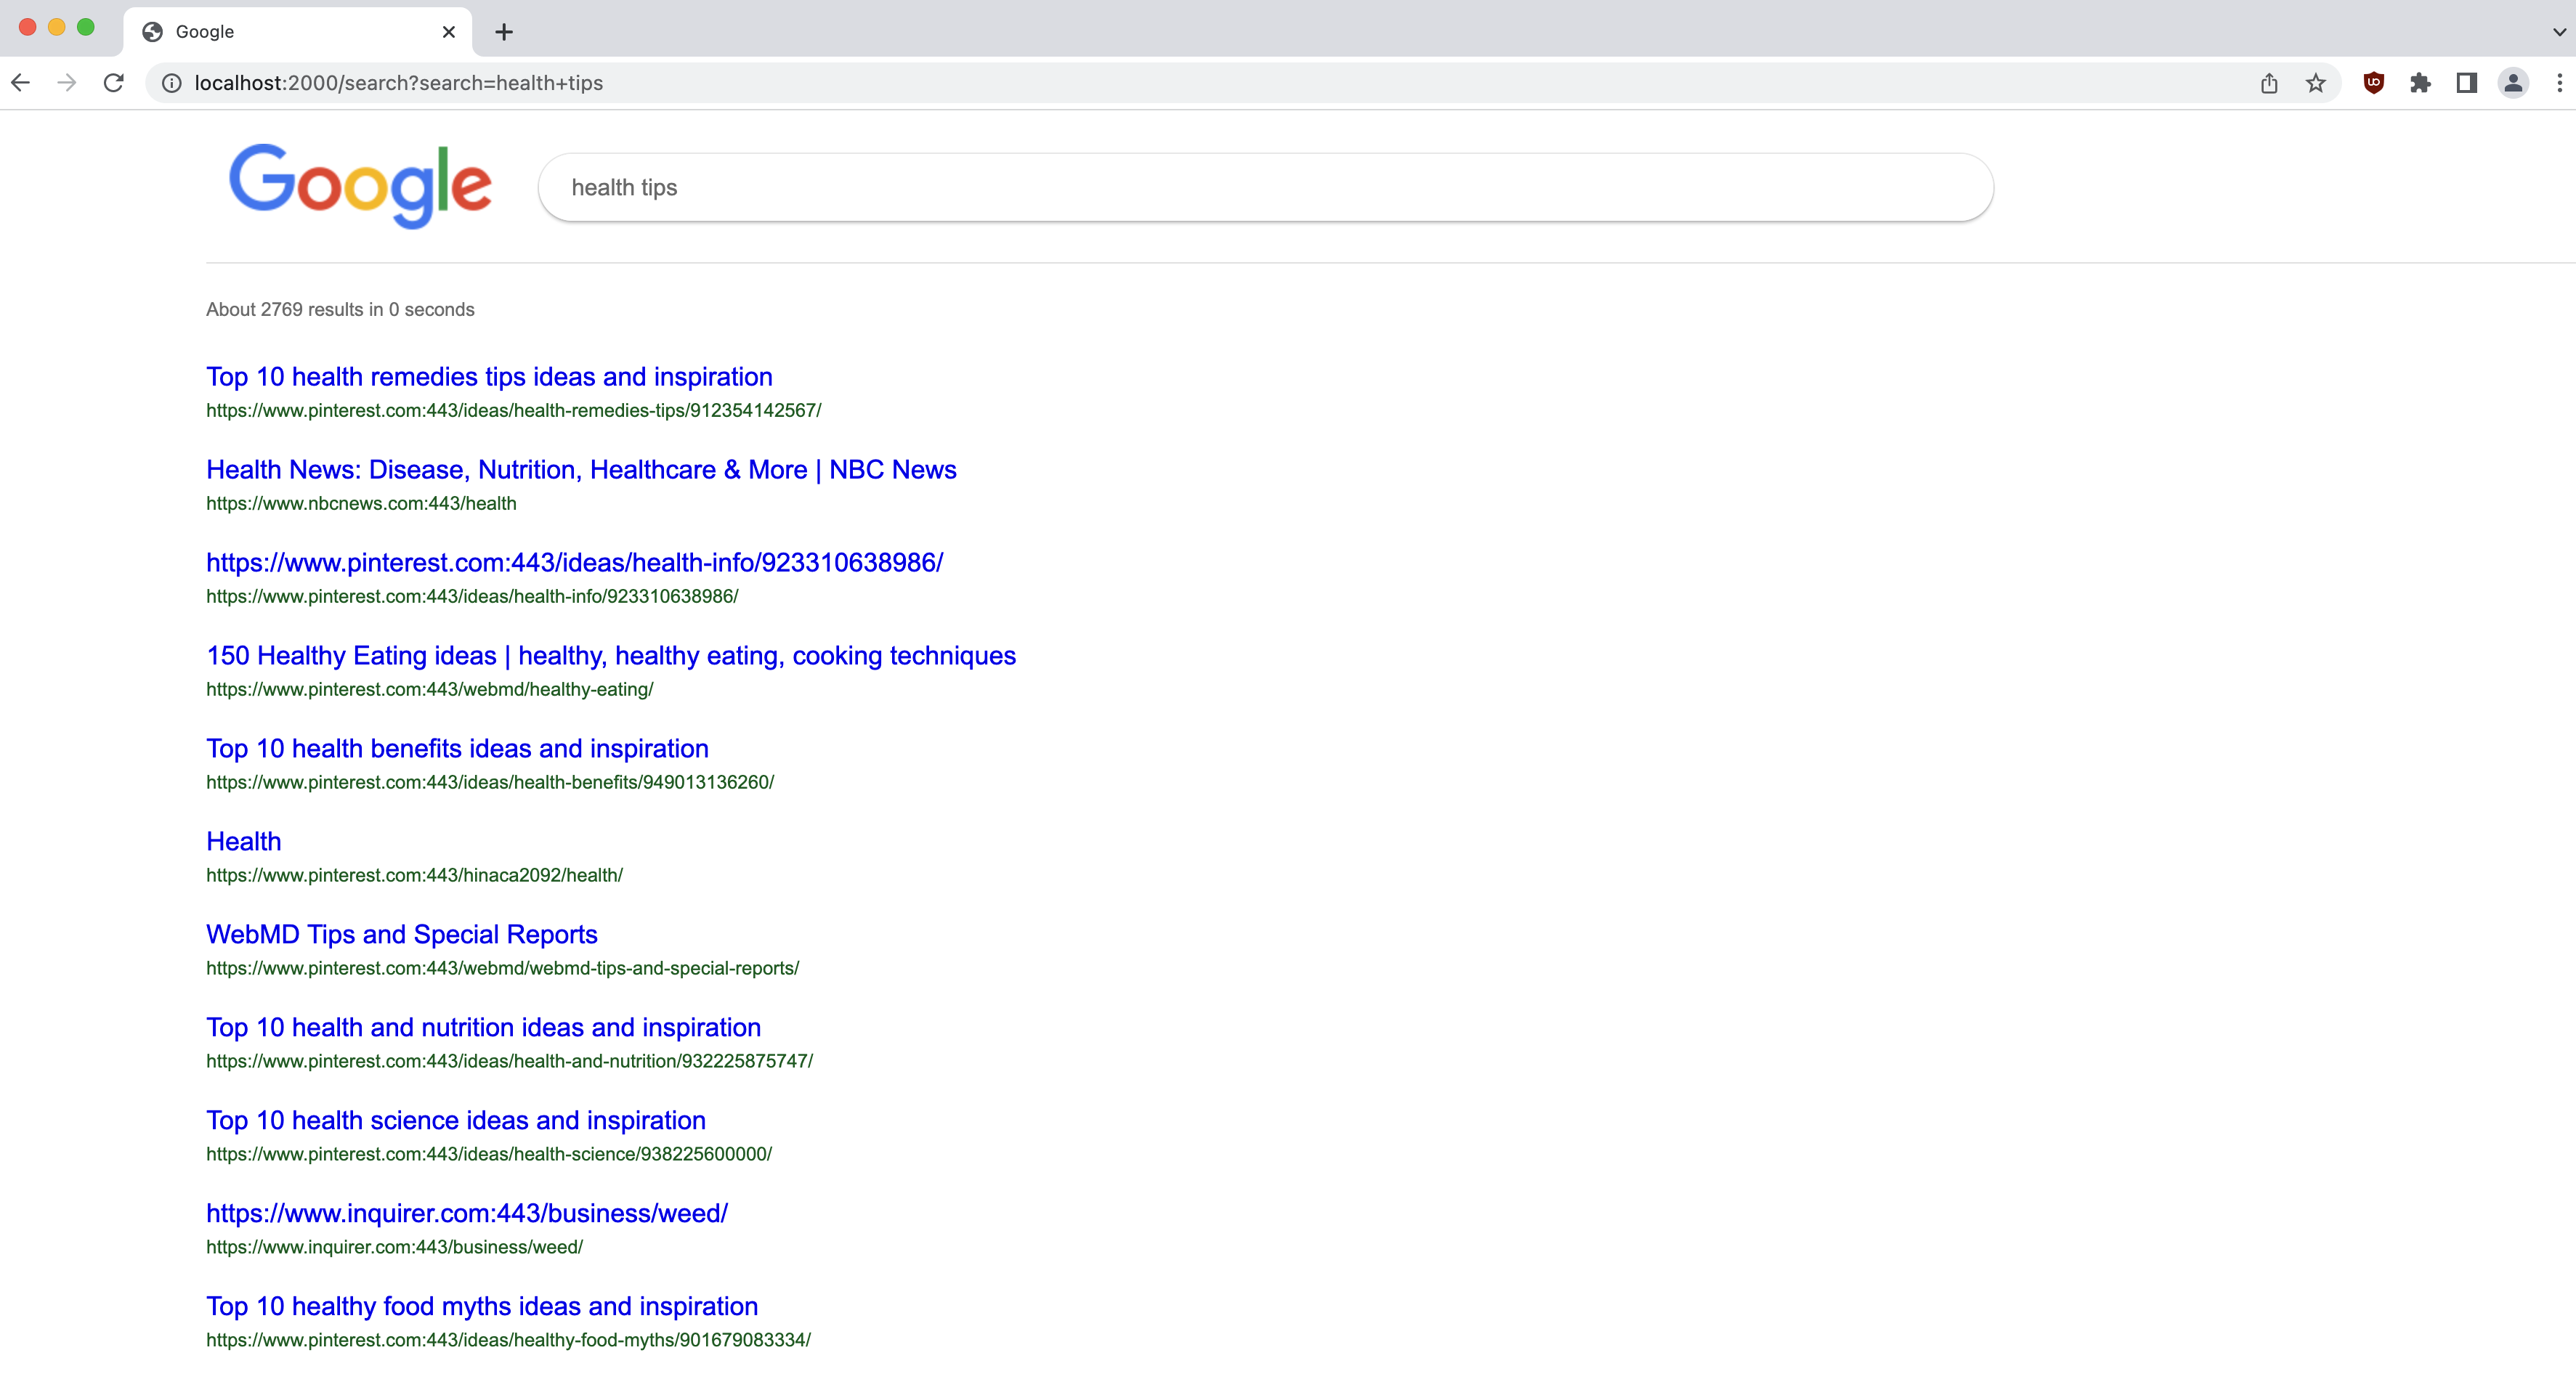 Google
localhost:2000/search?search=health+tips
Google
health tips
About 2769 results in 0 seconds
Top 10 health remedies tips ideas and inspiration
https://www.pinterest.com:443/ideas/health-remedies-tips/912354142567/
Health News: Disease, Nutrition, Healthcare & More | NBC News
https://www.nbcnews.com:443/health
https://www.pinterest.com:443/ideas/health-info/923310638986/
https://www.pinterest.com:443/ideas/health-info/923310638986/
150 Healthy Eating ideas | healthy, healthy eating, cooking techniques
https://www.pinterest.com:443/webmd/healthy-eating/
Top 10 health benefits ideas and inspiration
https://www.pinterest.com:443/ideas/health-benefits/949013136260/
Health
https://www.pinterest.com:443/hinaca2092/health/
WebMD Tips and Special Reports
https://www.pinterest.com:443/webmd/webmd-tips-and-special-reports/
Top 10 health and nutrition ideas and inspiration
https://www.pinterest.com:443/ideas/health-and-nutrition/932225875747/
Top 10 health science ideas and inspiration
https://www.pinterest.com:443/ideas/health-science/938225600000/
https://www.inquirer.com:443/business/weed/
https://www.inquirer.com:443/business/weed/
Top 10 healthy food myths ideas and inspiration
https://www.pinterest.com:443/ideas/healthy-food-myths/901679083334/